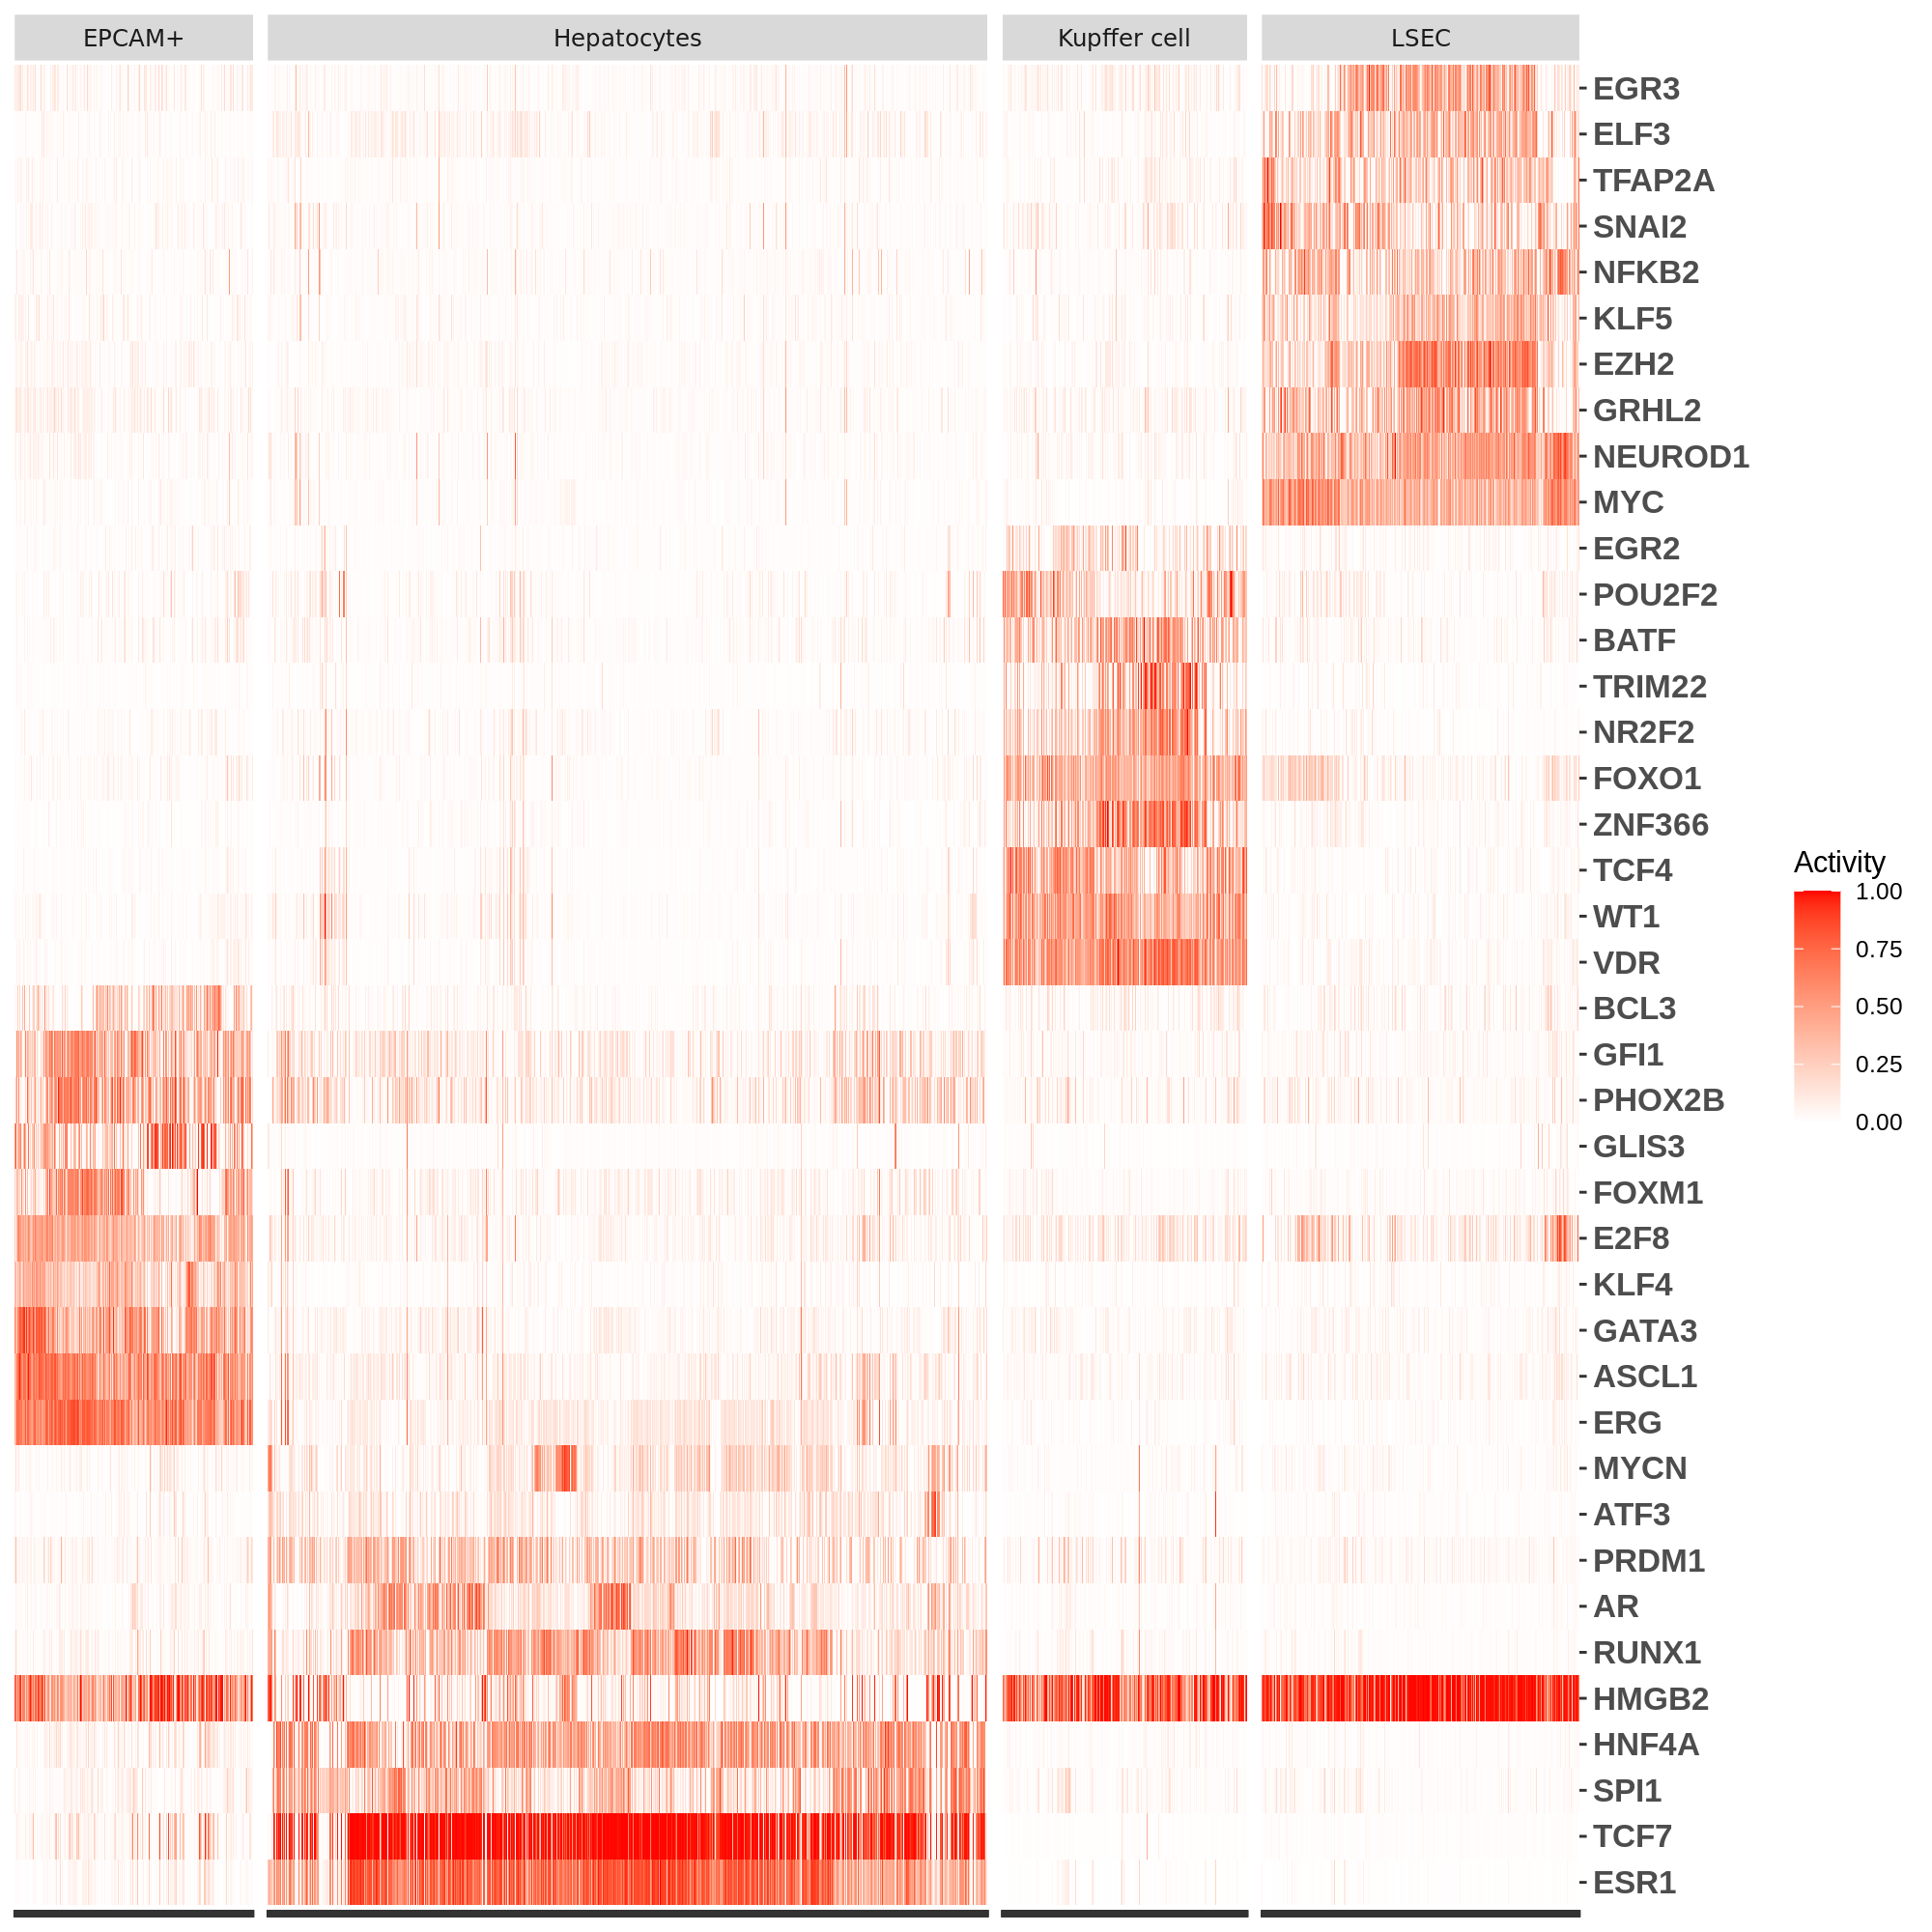 EPCAM+ Hepatocytes Kupffer cell LSEC
EGR3
ELF3
TFAP2A
SNAI2
NFKB2
KLF5
EZH2
GRHL2
NEUROD1
MYC
EGR2
POU2F2
BATF
TRIM22
NR2F2
FOXO1
ZNF366
TCF4
WT1
VDR
BCL3
GFI1
PHOX2B
GLIS3
FOXM1
E2F8
KLF4
GATA3
ASCL1
ERG
MYCN
ATF3
PRDM1
AR
RUNX1
HMGB2
HNF4A
SPI1
TCF7
ESR1
Activity
1.00
0.75
0.50
0.25
0.00